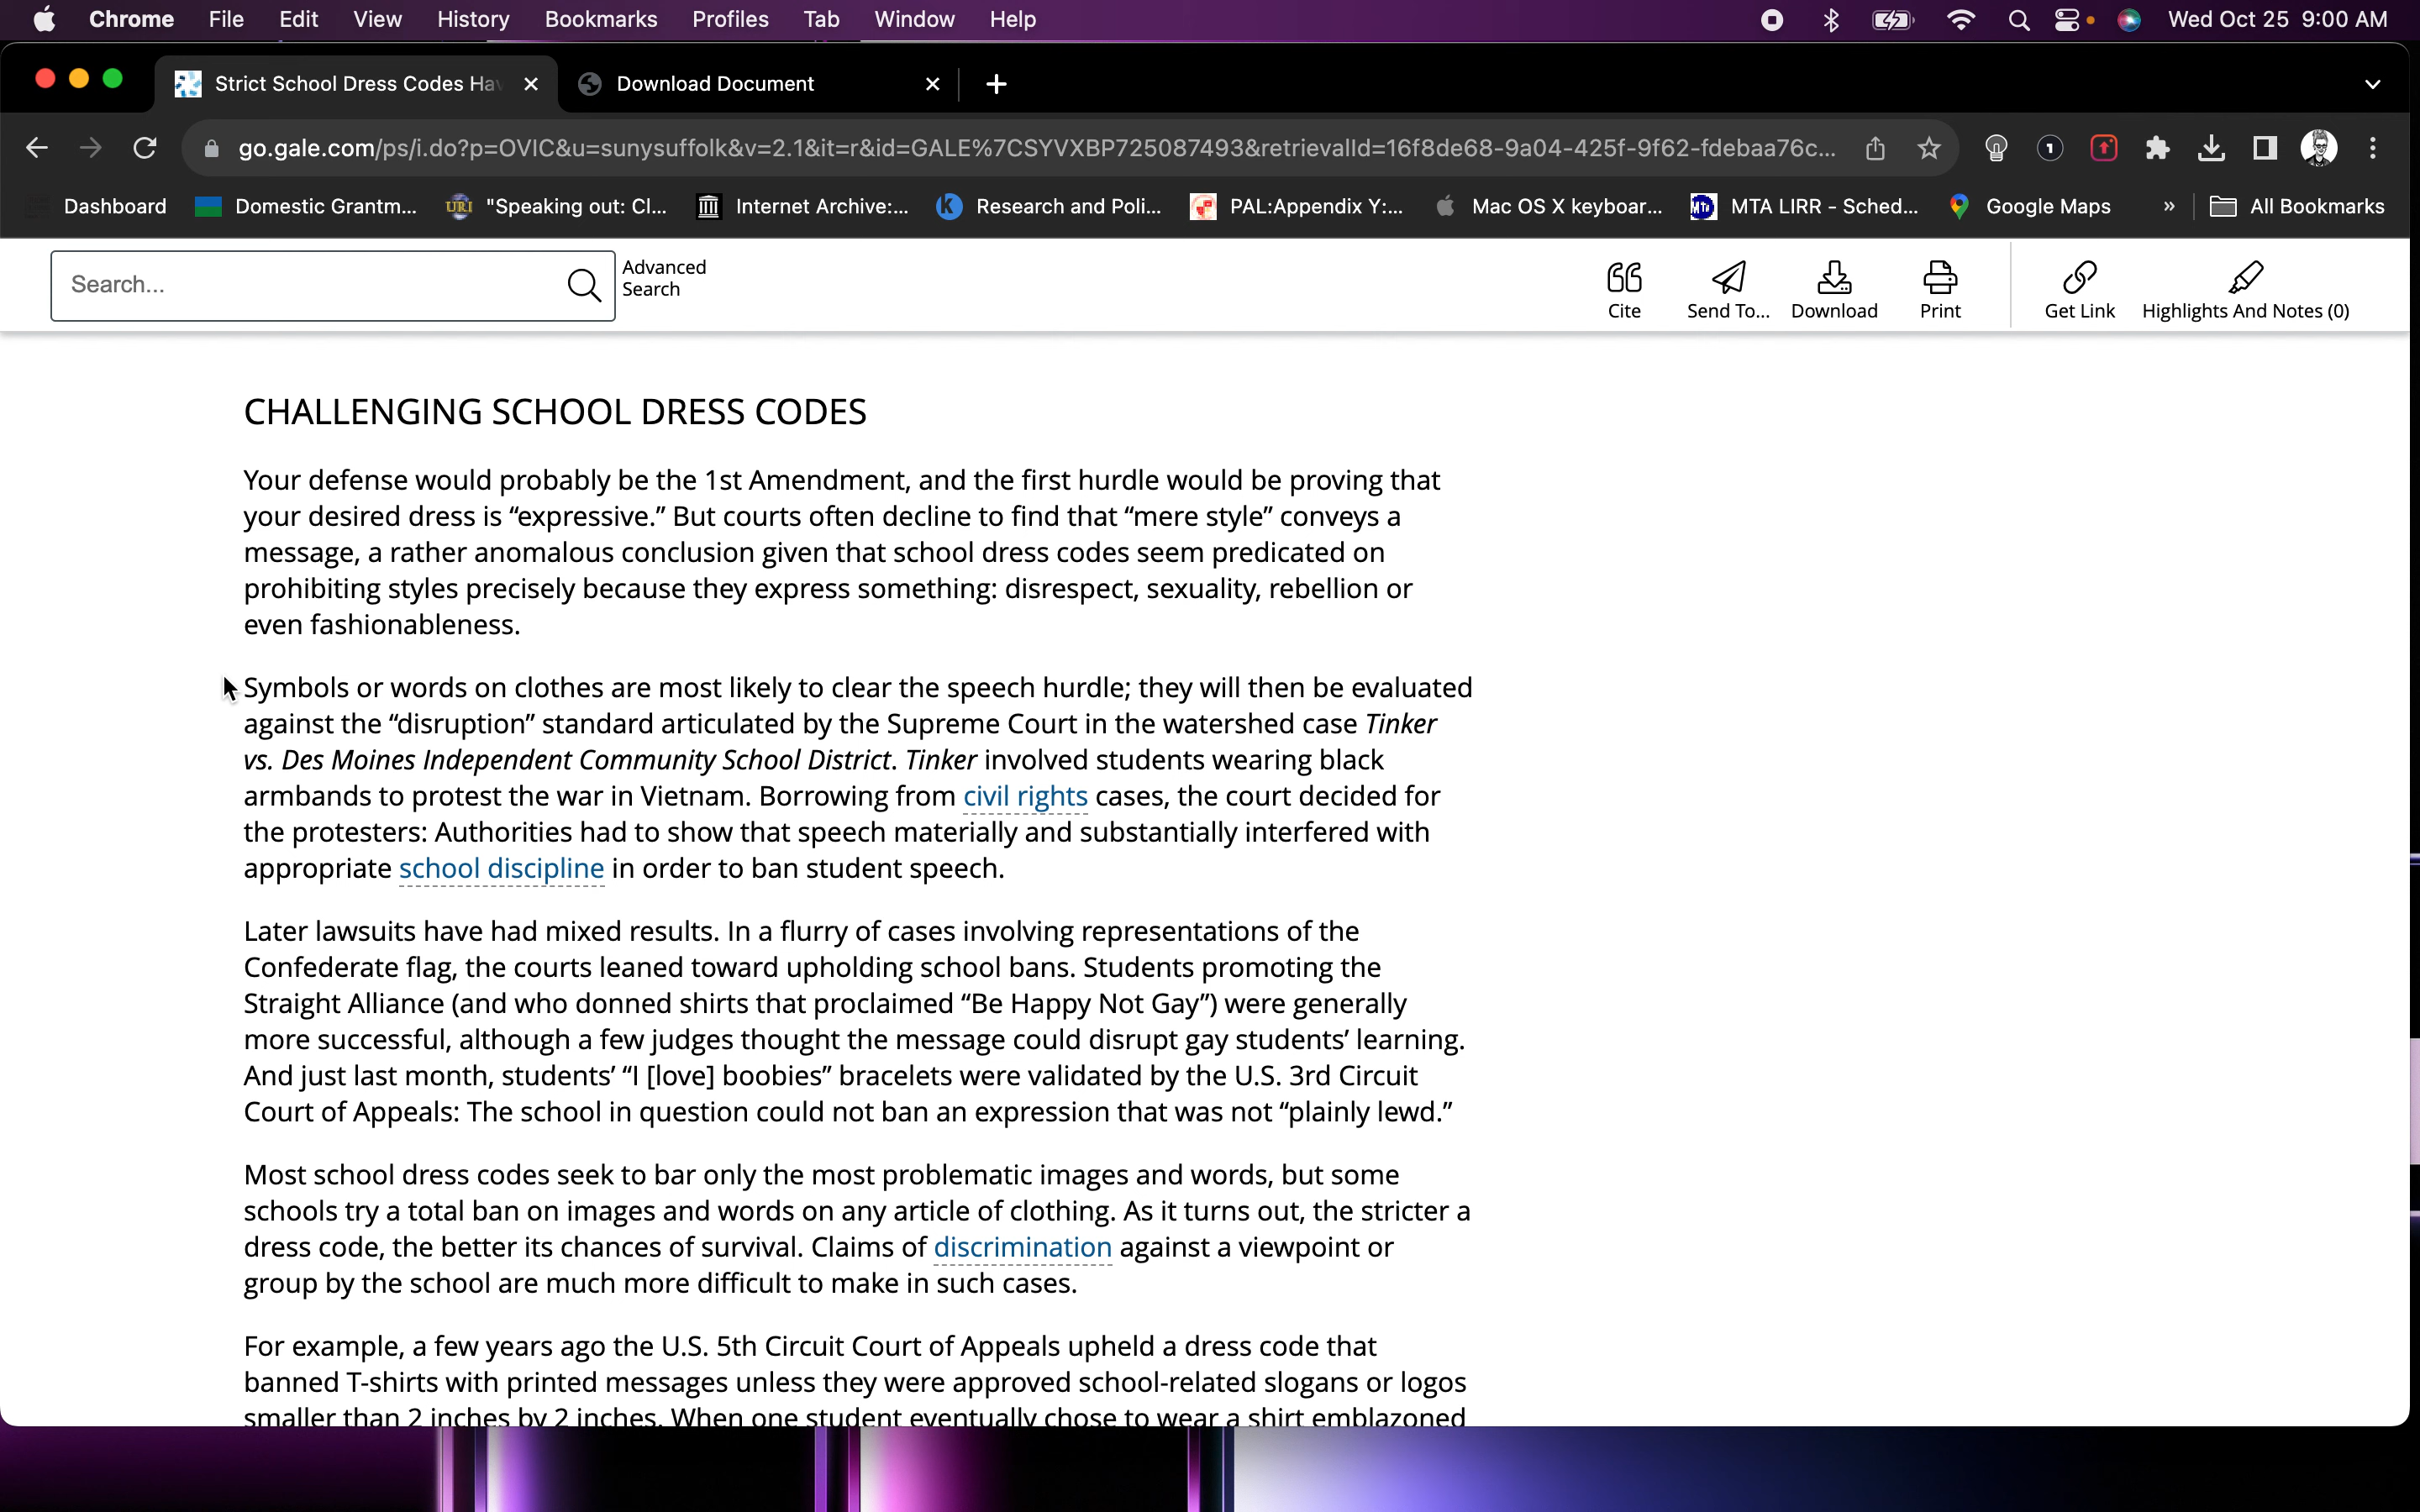 Chrome File Edit View History Bookmarks Profiles Tab Window Help Wed Oct 25 9:00 AM
Strict School Dress Codes Hav Download Document
go.gale.com/ps/i.do?p=OVIC&u=sunysuffolk&v=2.1&it=r&id=GALE%7CSYVXBP725087493&retrievalId=16f8de68-9a04-425f-9f62-fdebaa76c... 1
Dashboard Domestic Grantm... URI "Speaking out: Cl... Internet Archive:... K Research and Poli... PAL:Appendix Y:... Mac OS X keyboar... MTA LIRR - Sched... Google Maps » All Bookmarks
Search... Advanced
Search
Cite Send To... Download Print Get Link Highlights And Notes (0)
CHALLENGING SCHOOL DRESS CODES
Your defense would probably be the 1st Amendment, and the first hurdle would be proving that
your desired dress is “expressive.” But courts often decline to find that “mere style” conveys a
message, a rather anomalous conclusion given that school dress codes seem predicated on
prohibiting styles precisely because they express something: disrespect, sexuality, rebellion or
even fashionableness.
Symbols or words on clothes are most likely to clear the speech hurdle; they will then be evaluated
against the “disruption” standard articulated by the Supreme Court in the watershed case Tinker
vs. Des Moines Independent Community School District. Tinker involved students wearing black
armbands to protest the war in Vietnam. Borrowing from civil rights cases, the court decided for
the protesters: Authorities had to show that speech materially and substantially interfered with
appropriate school discipline in order to ban student speech.
Later lawsuits have had mixed results. In a flurry of cases involving representations of the
Confederate flag, the courts leaned toward upholding school bans. Students promoting the
Straight Alliance (and who donned shirts that proclaimed “Be Happy Not Gay”) were generally
more successful, although a few judges thought the message could disrupt gay students’ learning.
And just last month, students’ “I [love] boobies” bracelets were validated by the U.S. 3rd Circuit
Court of Appeals: The school in question could not ban an expression that was not “plainly lewd.”
Most school dress codes seek to bar only the most problematic images and words, but some
schools try a total ban on images and words on any article of clothing. As it turns out, the stricter a
dress code, the better its chances of survival. Claims of discrimination against a viewpoint or
group by the school are much more difficult to make in such cases.
For example, a few years ago the U.S. 5th Circuit Court of Appeals upheld a dress code that
banned T-shirts with printed messages unless they were approved school-related slogans or logos
smaller than 2 inches by 2 inches. When one student eventually chose to wear a shirt emblazoned